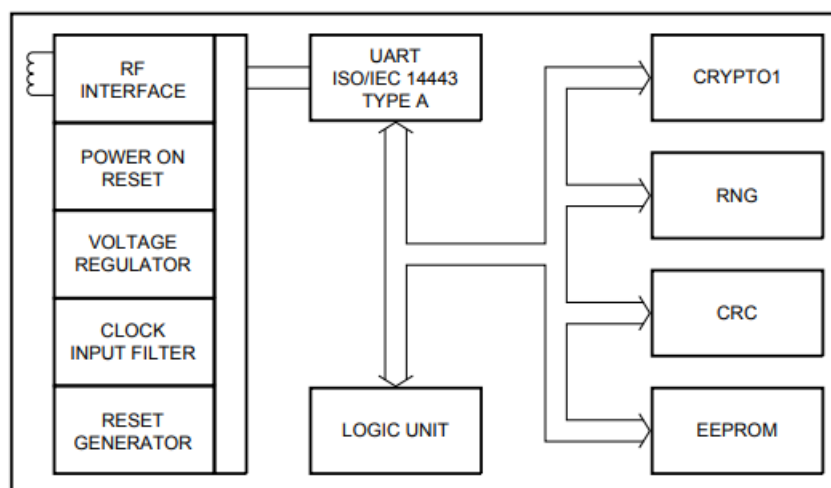 RF
INTERFACE
POWER ON
RESET
VOLTAGE
REGULATOR
CLOCK
INPUT FILTER
RESET
GENERATOR
UART
ISO/IEC 14443
TYPE A
LOGIC UNIT
CRYPTO1
RNG
CRC
EEPROM